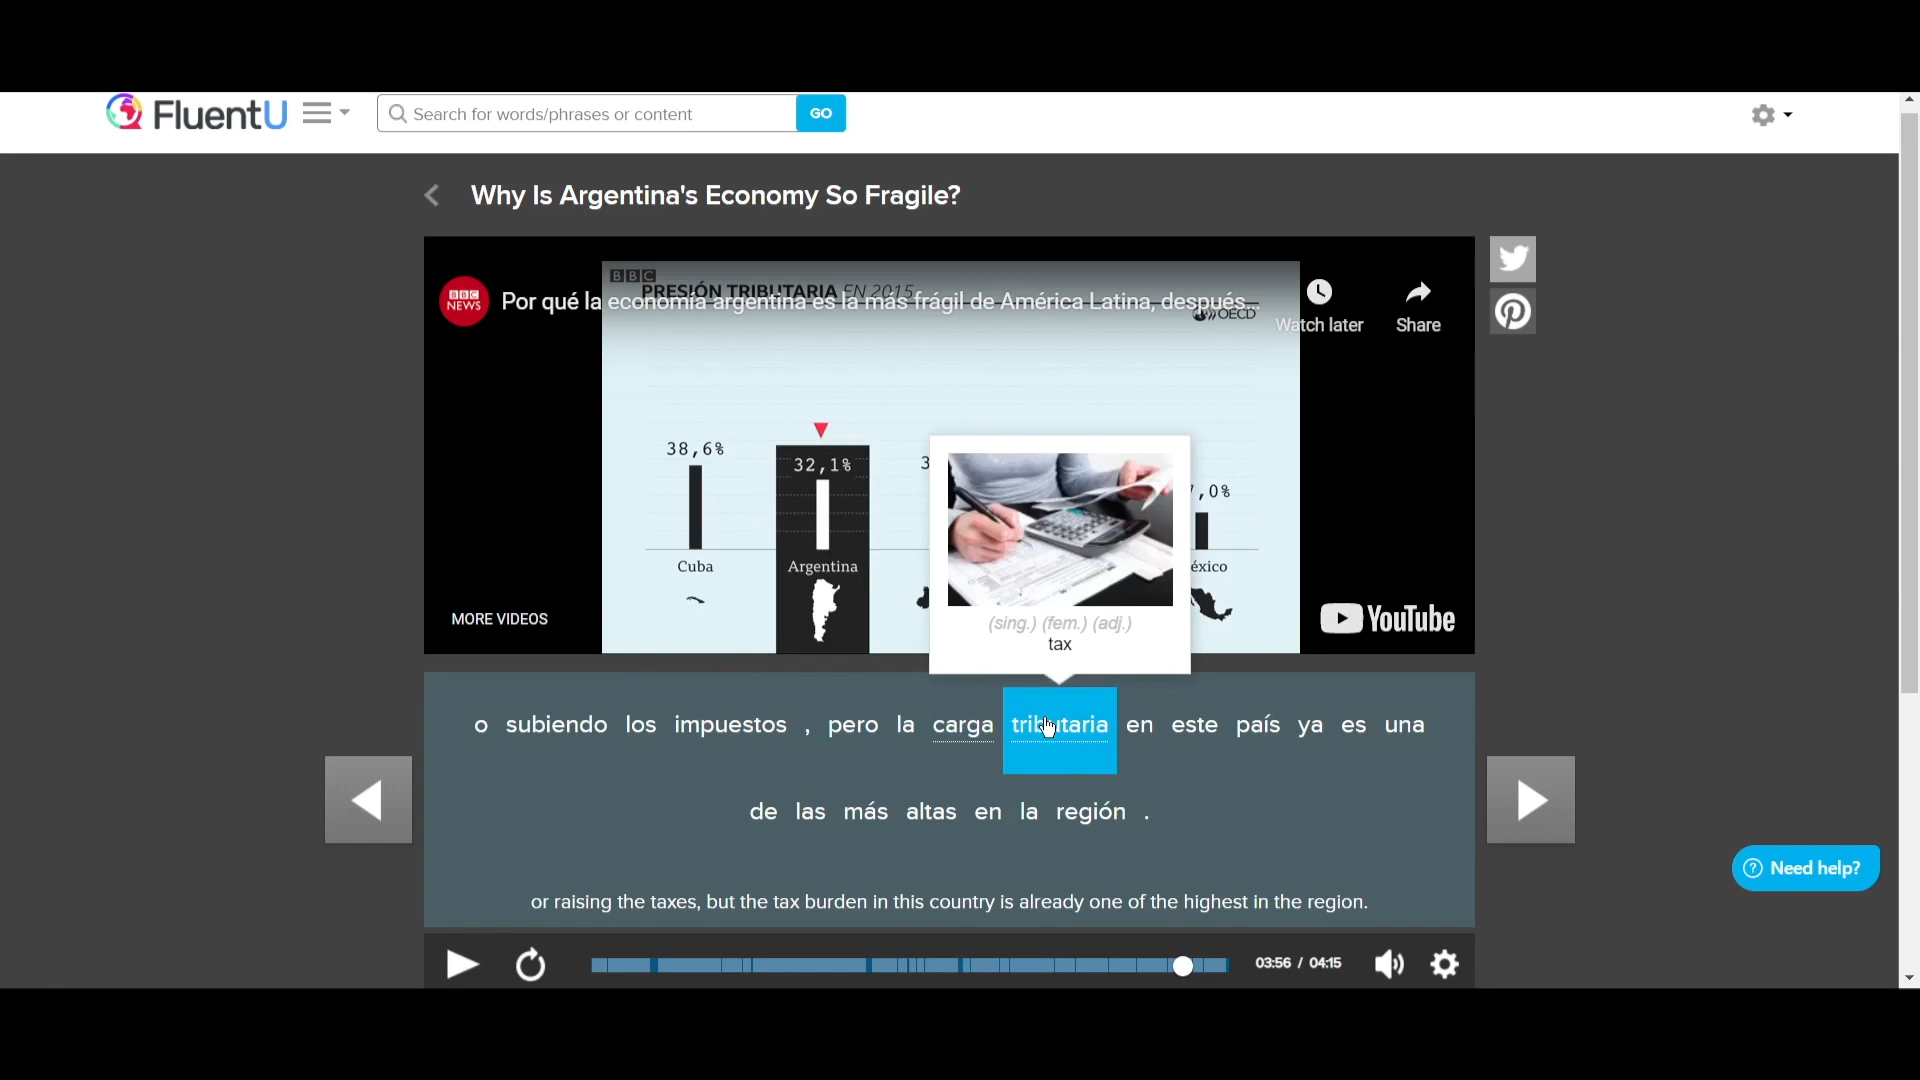 FluentU
Search for words/phrases or content
GO
Why Is Argentina's Economy So Fragile?
BBC
PRESIÓN TRIBUTARIA EN 2015
BBC
NEWS
Por qué la economía argentina es la más frágil de América Latina, después...
OECD
Watch later
Share
38,6%
32,1%
Cuba
Argentina
MORE VIDEOS
YouTube
(sing.) (fem.) (adj.)
tax
o subiendo los impuestos , pero la carga tributaria en este país ya es una
de las más altas en la región .
or raising the taxes, but the tax burden in this country is already one of the highest in the region.
Need help?
03:56 / 04:15